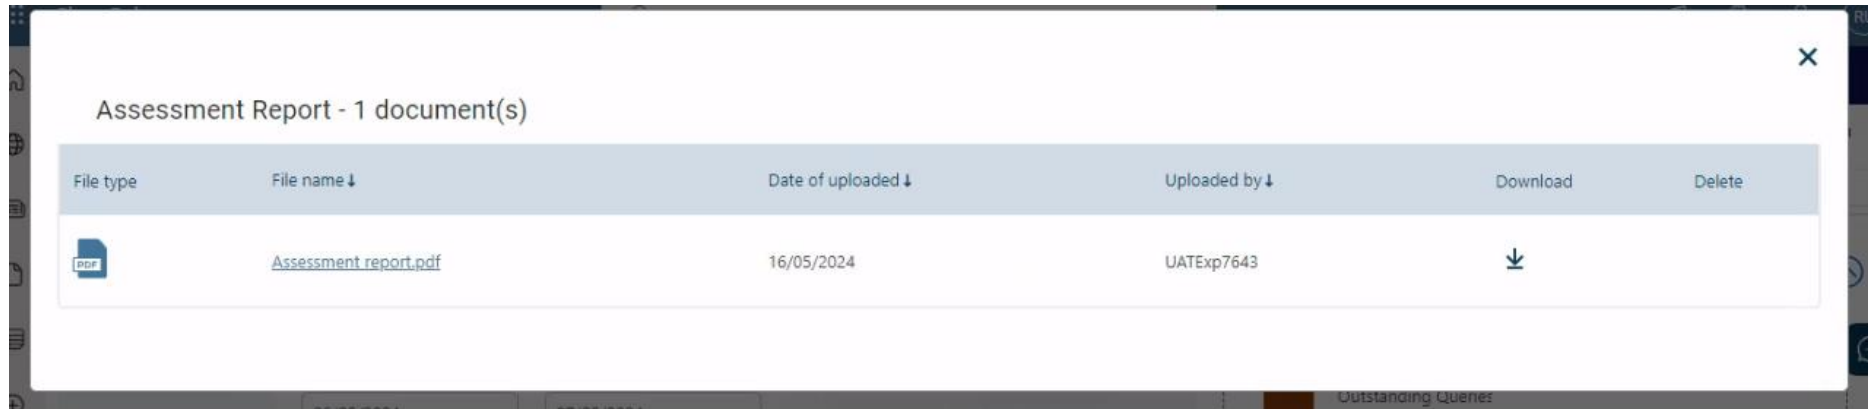 Assessment Report - 1 document(s)
File type File name↓ Date of uploaded↓ Uploaded by↓ Download Delete
PDF Assessment report.pdf 16/05/2024 UATExp7643
Outstanding Queries